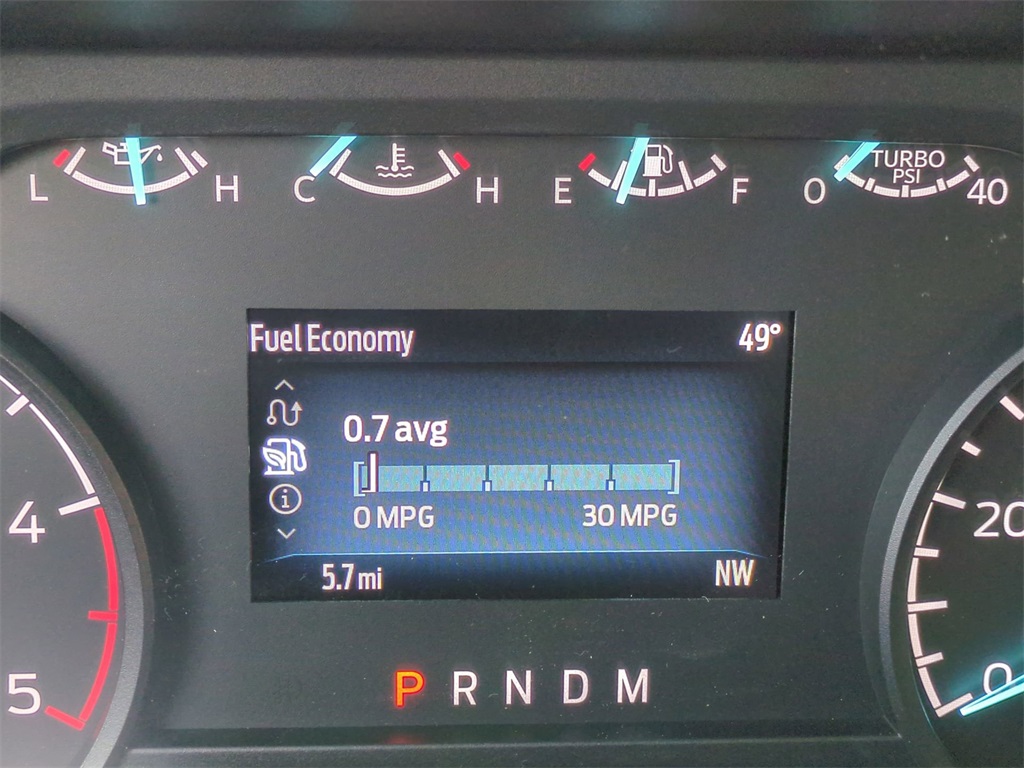 L H C H E F 0 TURBO PSI 40
Fuel Economy 49°
0.7 avg
0 MPG 30 MPG
5.7 mi NW
4
5
20
0
P R N D M